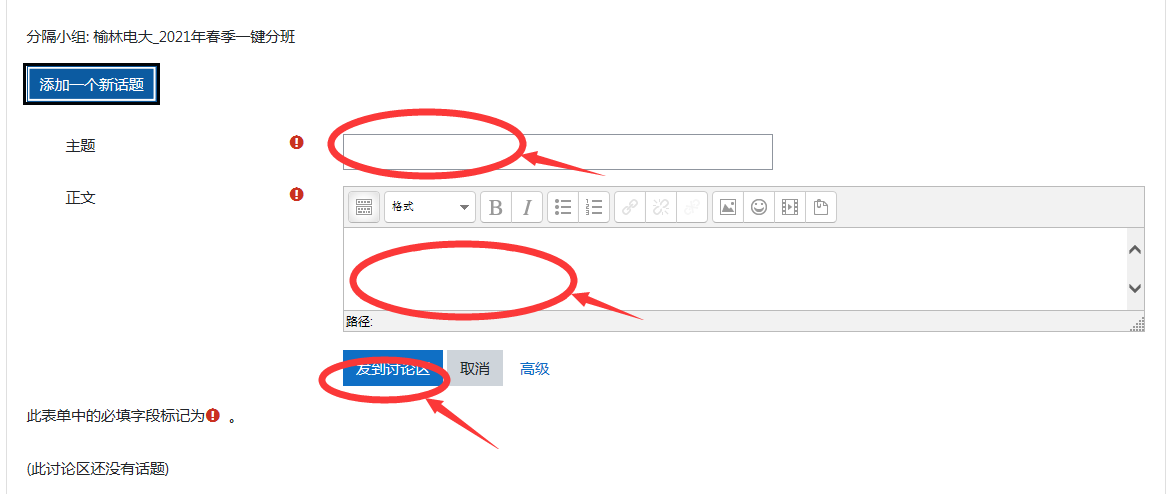 分隔小组: 榆林电大_2021年春季一键分班
添加一个新话题
主题
正文
格式
B I
路径:
发到讨论区 取消 高级
此表单中的必填字段标记为 。
(此讨论区还没有话题)